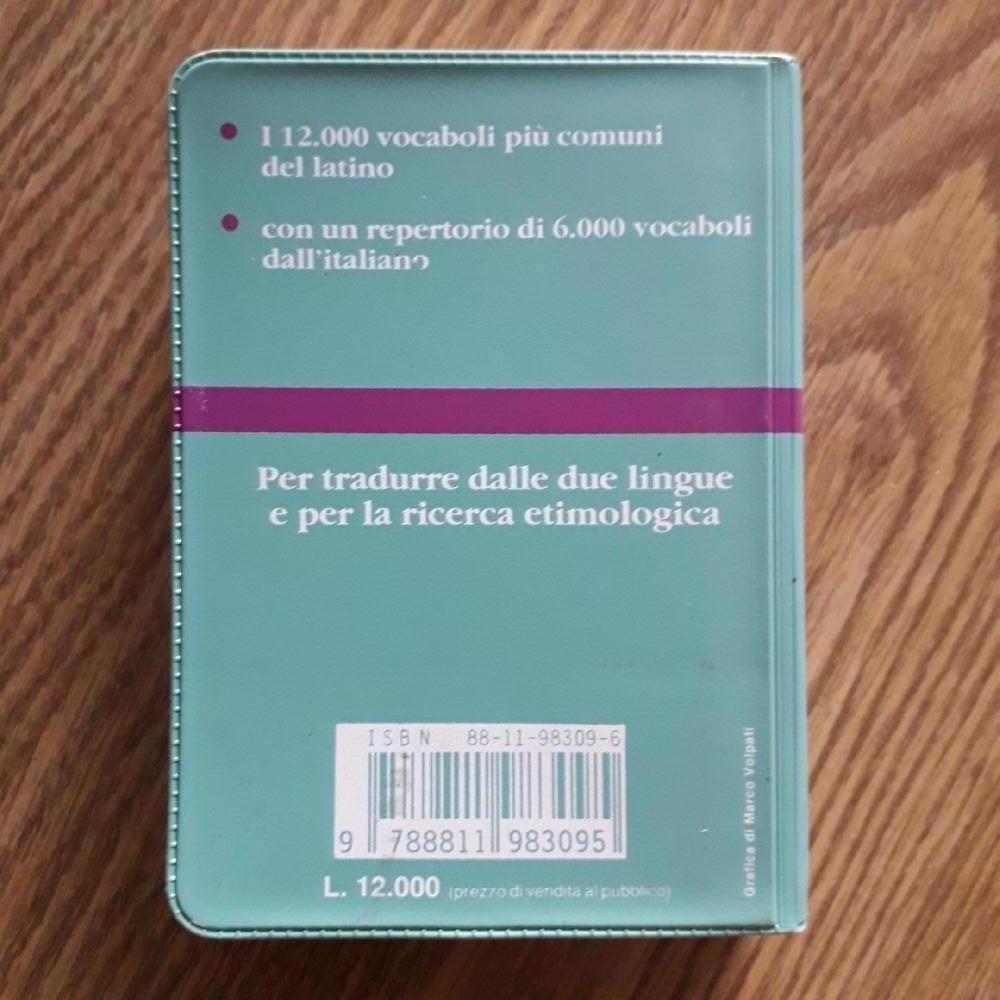 I 12.000 vocaboli più comuni
del latino
con un repertorio di 6.000 vocaboli
dall'italiano
Per tradurre dalle due lingue
e per la ricerca etimologica
ISBN 88-11-98309-6
9 788811 983095
L. 12.000 (prezzo di vendita al pubblico)
Grafica di Marco Volpati